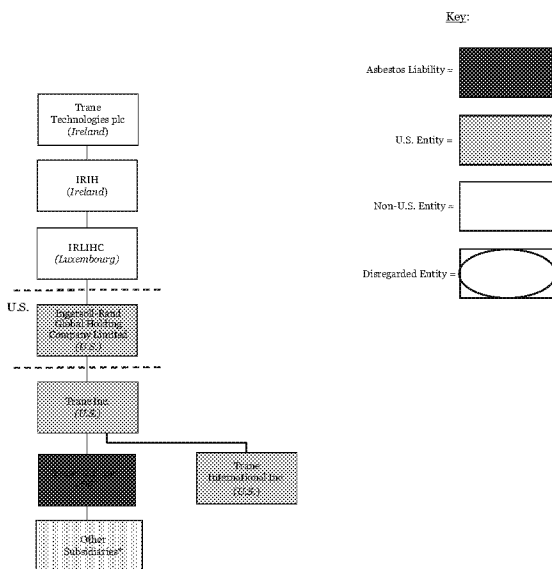 Key:
Asbestos Liability =
U.S. Entity =
Non-U.S. Entity =
Disregarded Entity =
Trane
Technologies plc
(Ireland)
IRIH
(Ireland)
IRLIHC
(Luxembourg)
U.S.
Ingersoll-Rand
Global Holding
Company Limited
(U.S.)
Trane Inc.
(U.S.)
Trane
International Inc
(U.S.)
Other
Subsidiaries*